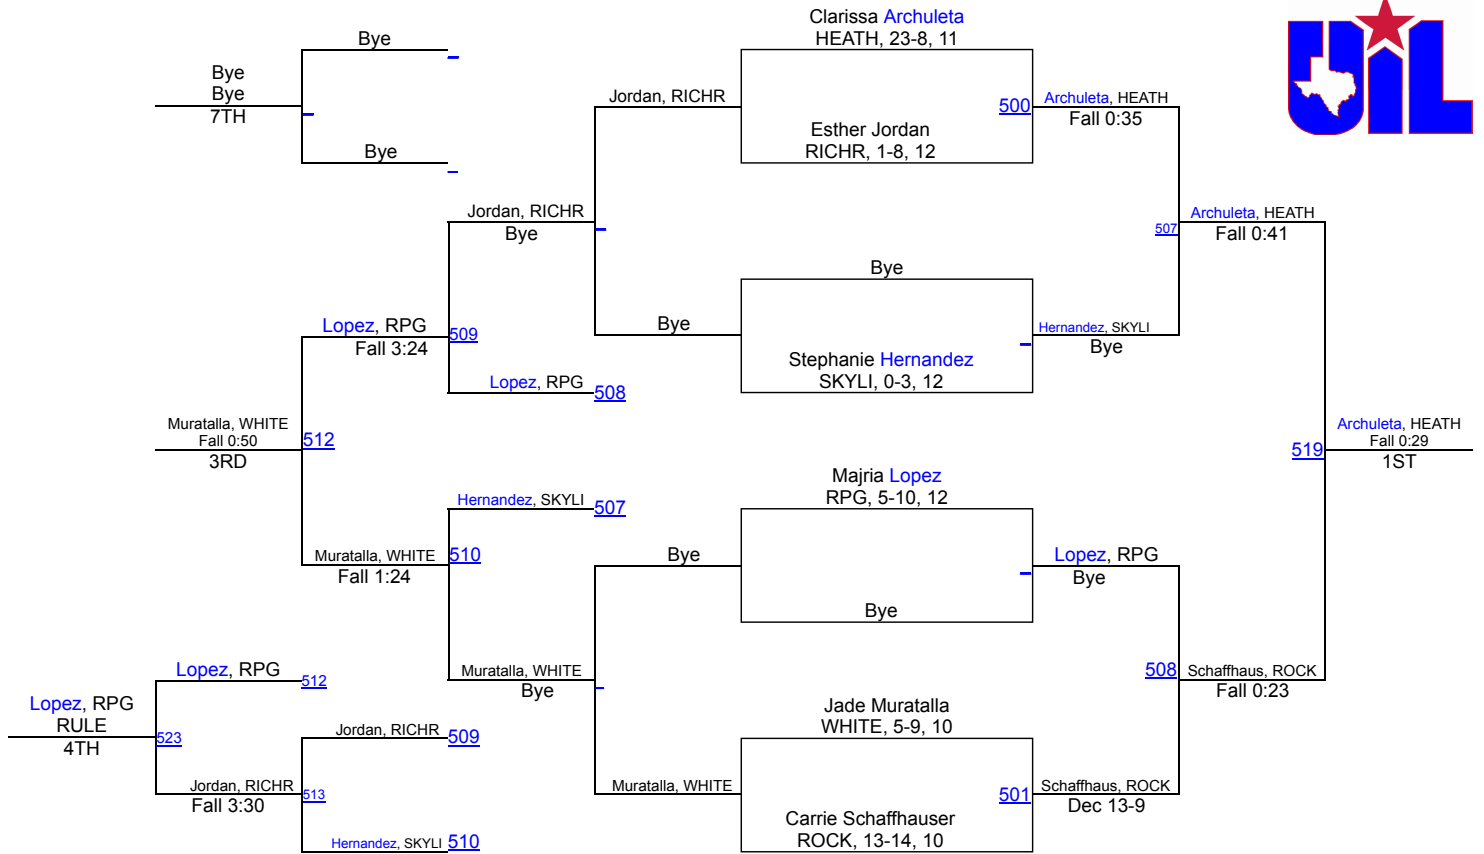 Clarissa Archuleta
HEATH, 23-8, 11
UIL
Bye
Bye
Bye
7TH
Bye
Jordan, RICHR
500
Archuleta, HEATH
Fall 0:35
Esther Jordan
RICHR, 1-8, 12
Jordan, RICHR
Bye
507
Archuleta, HEATH
Fall 0:41
Bye
Bye
Hernandez, SKYLI
Bye
Stephanie Hernandez
SKYLI, 0-3, 12
Lopez, RPG
Fall 3:24
509
Lopez, RPG
508
Muratalla, WHITE
Fall 0:50
3RD
512
519
Archuleta, HEATH
Fall 0:29
1ST
Majria Lopez
RPG, 5-10, 12
Hernandez, SKYLI
507
Muratalla, WHITE
Fall 1:24
510
Bye
Lopez, RPG
Bye
Bye
Lopez, RPG
512
Muratalla, WHITE
Bye
508
Schaffhaus, ROCK
Fall 0:23
Lopez, RPG
RULE
4TH
523
Jade Muratalla
WHITE, 5-9, 10
Jordan, RICHR
509
Jordan, RICHR
Fall 3:30
513
Muratalla, WHITE
501
Schaffhaus, ROCK
Dec 13-9
Carrie Schaffhauser
ROCK, 13-14, 10
Hernandez, SKYLI
510